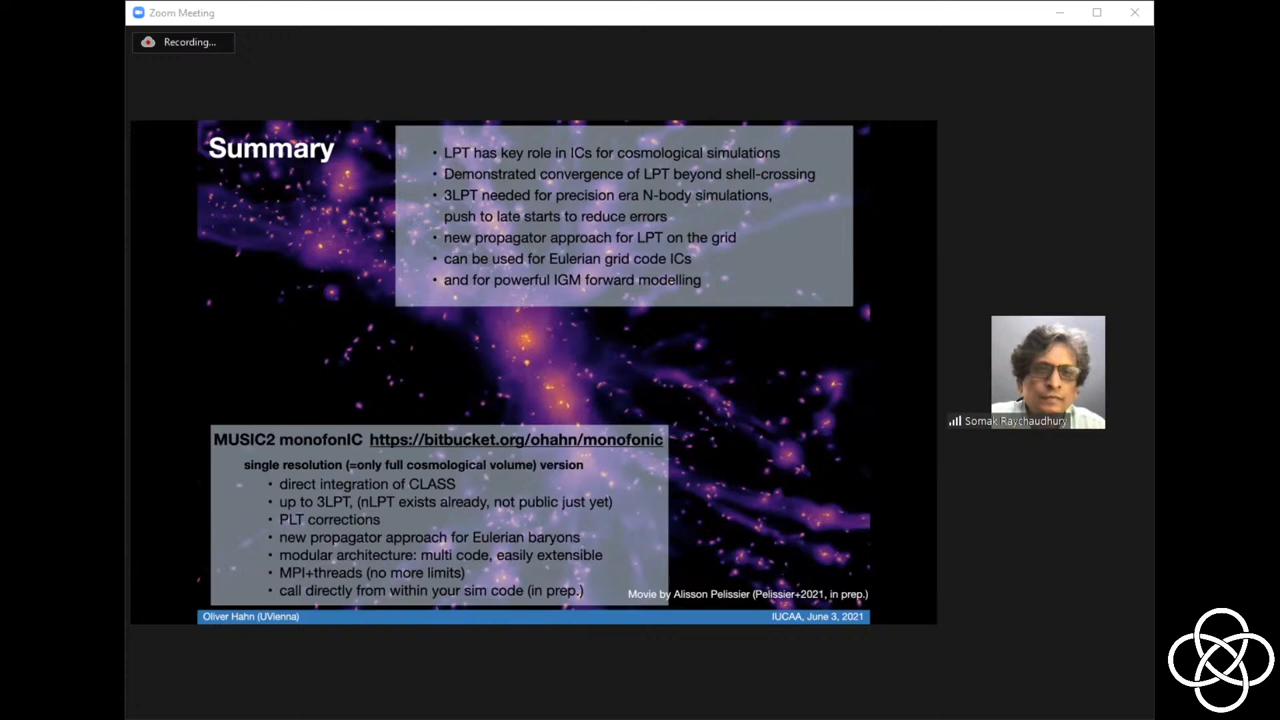 Zoom Meeting
Recording...
Summary
• LPT has key role in ICs for cosmological simulations
• Demonstrated convergence of LPT beyond shell-crossing
• 3LPT needed for precision era N-body simulations,
push to late starts to reduce errors
• new propagator approach for LPT on the grid
• can be used for Eulerian grid code ICs
• and for powerful IGM forward modelling
Somak Raychaudhury
MUSIC2 monofonIC https://bitbucket.org/ohahn/monofonic
single resolution (=only full cosmological volume) version
• direct integration of CLASS
• up to 3LPT, (nLPT exists already, not public just yet)
• PLT corrections
• new propagator approach for Eulerian baryons
• modular architecture: multi code, easily extensible
• MPI+threads (no more limits)
• call directly from within your sim code (in prep.)
Movie by Alisson Pelissier (Pelissier+2021, in prep.)
Oliver Hahn (UVienna)
IUCAA, June 3, 2021